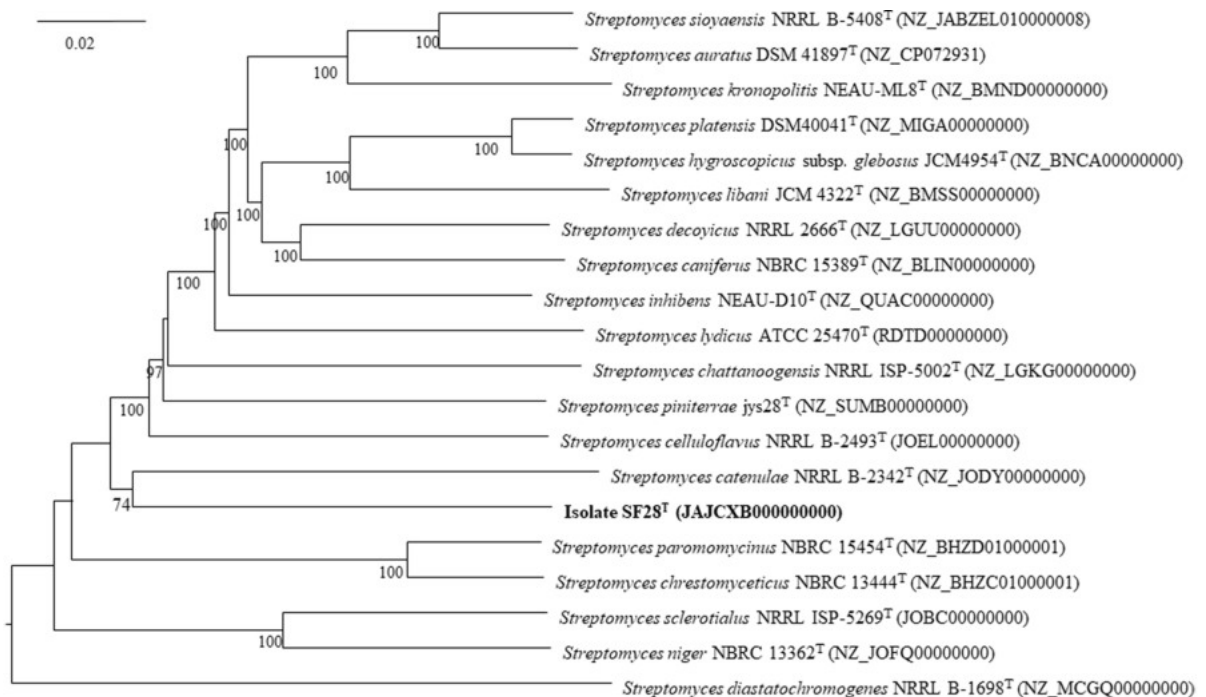 0.02
Streptomyces sioyaensis NRRL B-5408T (NZ_JABZEL010000008)
100
Streptomyces auratus DSM 41897T (NZ_CP072931)
100
Streptomyces kronopolitis NEAU-ML8T (NZ_BMND00000000)
Streptomyces platensis DSM40041T (NZ_MIGA00000000)
100
100
Streptomyces hygroscopicus subsp. glebosus JCM4954T (NZ_BNCA00000000)
100
Streptomyces libani JCM 4322T (NZ_BMSS00000000)
100
100
Streptomyces decoyicus NRRL 2666T (NZ_LGUU00000000)
100
Streptomyces caniferus NBRC 15389T (NZ_BLIN00000000)
100
Streptomyces inhibens NEAU-D10T (NZ_QUAC00000000)
Streptomyces lydicus ATCC 25470T (RDTD00000000)
97
Streptomyces chattanoogensis NRRL ISP-5002T (NZ_LGKG00000000)
100
Streptomyces piniterrae jys28T (NZ_SUMB00000000)
Streptomyces celluloflavus NRRL B-2493T (JOEL00000000)
Streptomyces catenulae NRRL B-2342T (NZ_JODY00000000)
74
Isolate SF28T (JAJCXB000000000)
Streptomyces paromomycinus NBRC 15454T (NZ_BHZD01000001)
100
Streptomyces chrestomyceticus NBRC 13444T (NZ_BHZC01000001)
Streptomyces sclerotialus NRRL ISP-5269T (JOBC00000000)
100
Streptomyces niger NBRC 13362T (NZ_JOFQ00000000)
Streptomyces diastatochromogenes NRRL B-1698T (NZ_MCGQ00000000)